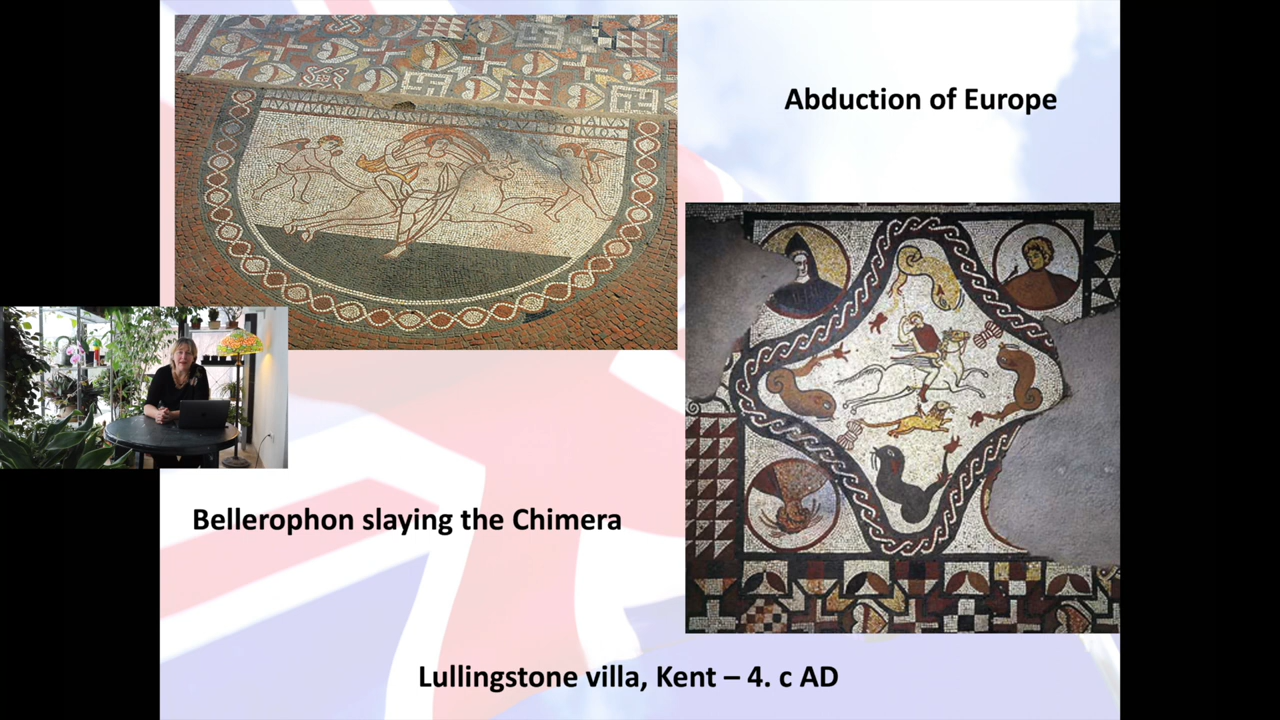 Abduction of Europe
Bellerophon slaying the Chimera
Lullingstone villa, Kent – 4. c AD